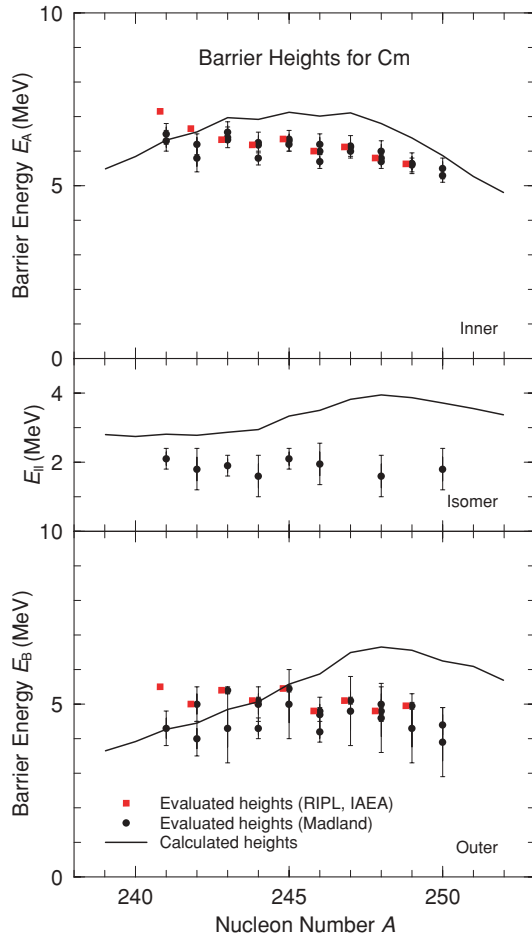 10
Barrier Heights for Cm
Barrier Energy E_A (MeV)
5
Inner
0
4
E_II (MeV)
2
Isomer
10
Barrier Energy E_B (MeV)
5
Evaluated heights (RIPL, IAEA)
Evaluated heights (Madland)
Calculated heights
Outer
0
240 245 250
Nucleon Number A